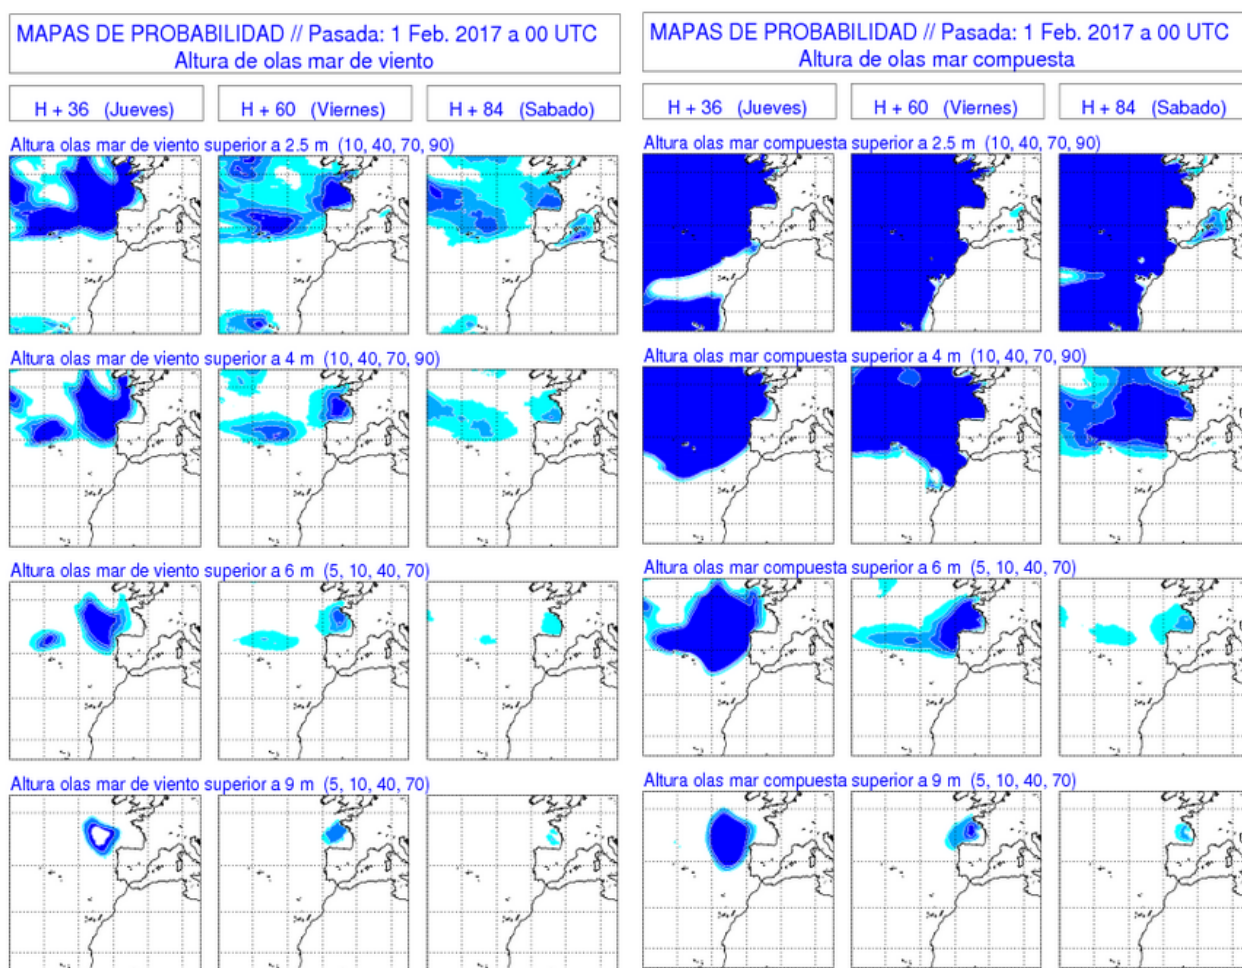 MAPAS DE PROBABILIDAD // Pasada: 1 Feb. 2017 a 00 UTC
Altura de olas mar de viento
H + 36 (Jueves)
H + 60 (Viernes)
H + 84 (Sabado)
Altura olas mar de viento superior a 2.5 m (10, 40, 70, 90)
Altura olas mar de viento superior a 4 m (10, 40, 70, 90)
Altura olas mar de viento superior a 6 m (5, 10, 40, 70)
Altura olas mar de viento superior a 9 m (5, 10, 40, 70)
MAPAS DE PROBABILIDAD // Pasada: 1 Feb. 2017 a 00 UTC
Altura de olas mar compuesta
H + 36 (Jueves)
H + 60 (Viernes)
H + 84 (Sabado)
Altura olas mar compuesta superior a 2.5 m (10, 40, 70, 90)
Altura olas mar compuesta superior a 4 m (10, 40, 70, 90)
Altura olas mar compuesta superior a 6 m (5, 10, 40, 70)
Altura olas mar compuesta superior a 9 m (5, 10, 40, 70)